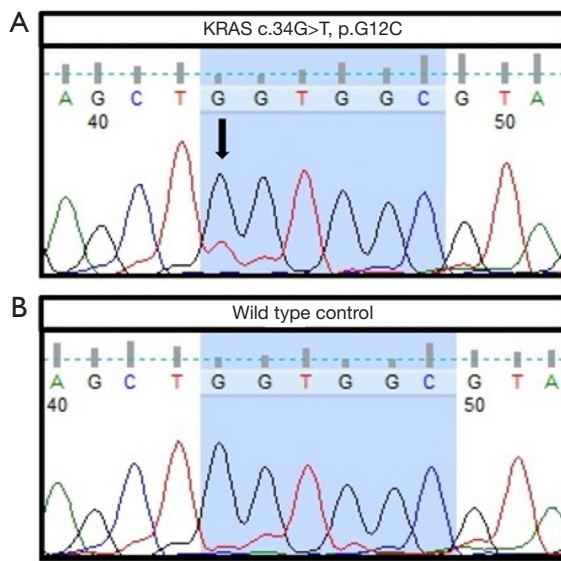 A
KRAS c.34G>T, p.G12C
A G C T G G T G G C G T A
40 50
B
Wild type control
A G C T G G T G G C G T A
40 50